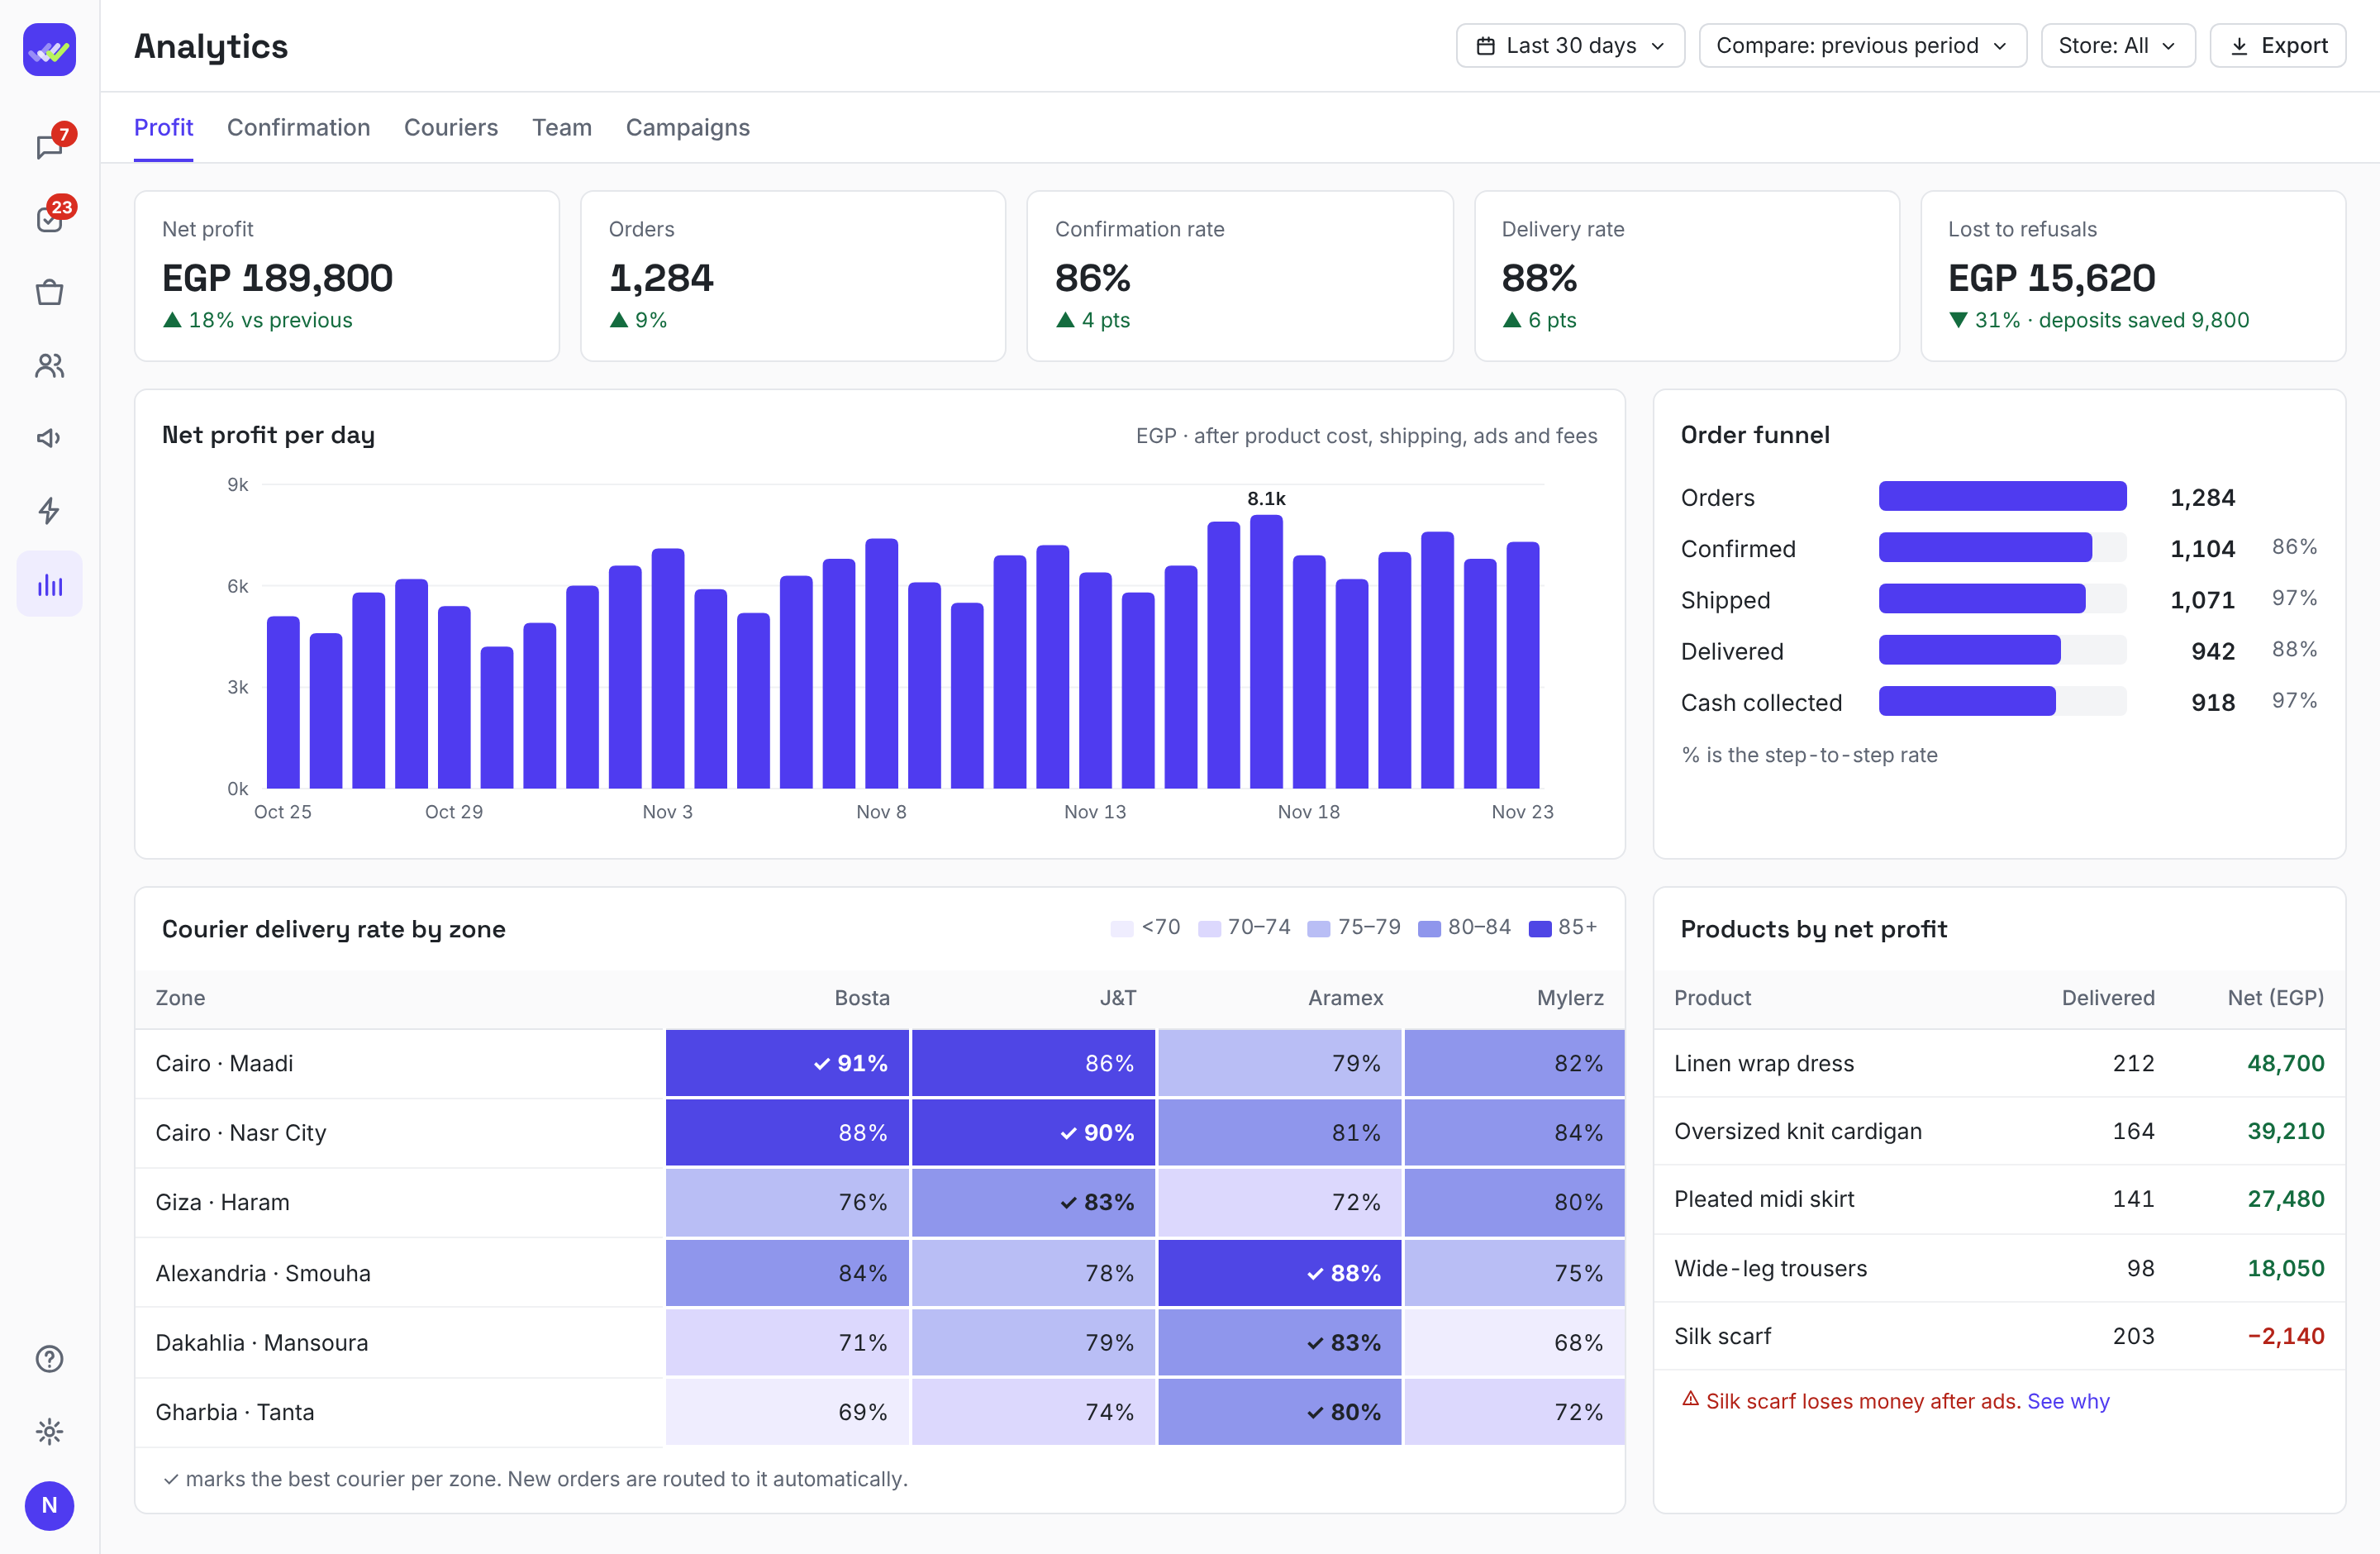 Analytics
Last 30 days
Compare: previous period
Store: All
Export
7
23
N
Profit Confirmation Couriers Team Campaigns
Net profit
EGP 189,800
▲ 18% vs previous
Orders
1,284
▲ 9%
Confirmation rate
86%
▲ 4 pts
Delivery rate
88%
▲ 6 pts
Lost to refusals
EGP 15,620
▼ 31% · deposits saved 9,800
Net profit per day
EGP · after product cost, shipping, ads and fees
9k
8.1k
6k
3k
0k
Oct 25 Oct 29 Nov 3 Nov 8 Nov 13 Nov 18 Nov 23
Order funnel
Orders 1,284
Confirmed 1,104 86%
Shipped 1,071 97%
Delivered 942 88%
Cash collected 918 97%
% is the step-to-step rate
Courier delivery rate by zone
<70 70–74 75–79 80–84 85+
Zone Bosta J&T Aramex Mylerz
Cairo · Maadi ✓ 91% 86% 79% 82%
Cairo · Nasr City 88% ✓ 90% 81% 84%
Giza · Haram 76% ✓ 83% 72% 80%
Alexandria · Smouha 84% 78% ✓ 88% 75%
Dakahlia · Mansoura 71% 79% ✓ 83% 68%
Gharbia · Tanta 69% 74% ✓ 80% 72%
✓ marks the best courier per zone. New orders are routed to it automatically.
Products by net profit
Product Delivered Net (EGP)
Linen wrap dress 212 48,700
Oversized knit cardigan 164 39,210
Pleated midi skirt 141 27,480
Wide-leg trousers 98 18,050
Silk scarf 203 −2,140
⚠ Silk scarf loses money after ads. See why